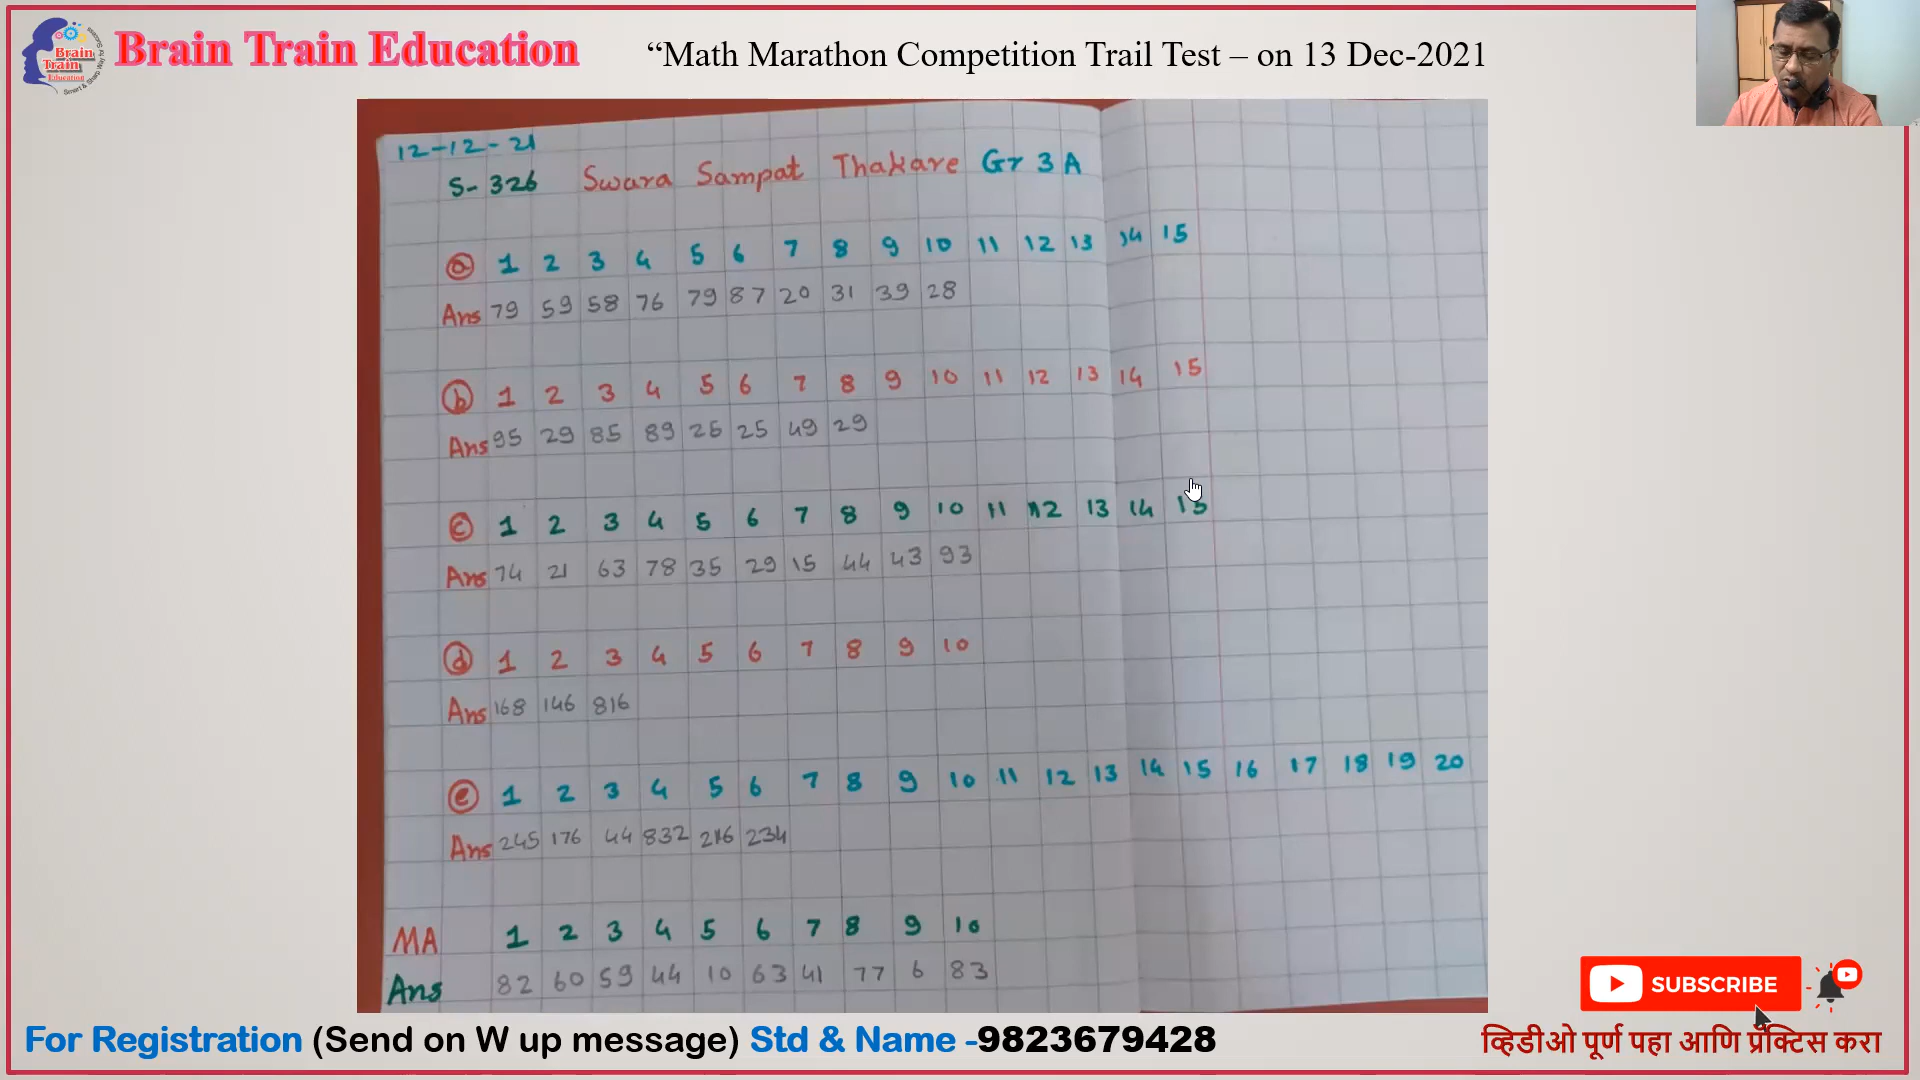 Brain Train Education
Brain Train Education
Smart & Sharp Way To Success
“Math Marathon Competition Trail Test – on 13 Dec-2021
12-12-21
S-326 Swara Sampat Thakare Gr 3 A
a 1 2 3 4 5 6 7 8 9 10 11 12 13 14 15
Ans 79 59 58 76 79 87 20 31 39 28
b 1 2 3 4 5 6 7 8 9 10 11 12 13 14 15
Ans 95 29 85 89 25 49 29
c 1 2 3 4 5 6 7 8 9 10 11 12 13 14 15
Ans 74 21 63 78 35 29 15 44 43 93
d 1 2 3 4 5 6 7 8 9 10
Ans 168 146 816
e 1 2 3 4 5 6 7 8 9 10 11 12 13 14 15 16 17 18 19 20
Ans 245 176 44 832 234
MA 1 2 3 4 5 6 7 8 9 10
Ans 82 60 59 44 10 63 41 77 6 83
SUBSCRIBE
For Registration (Send on W up message) Std & Name -9823679428
व्हिडीओ पूर्ण पहा आणि प्रॅक्टिस करा